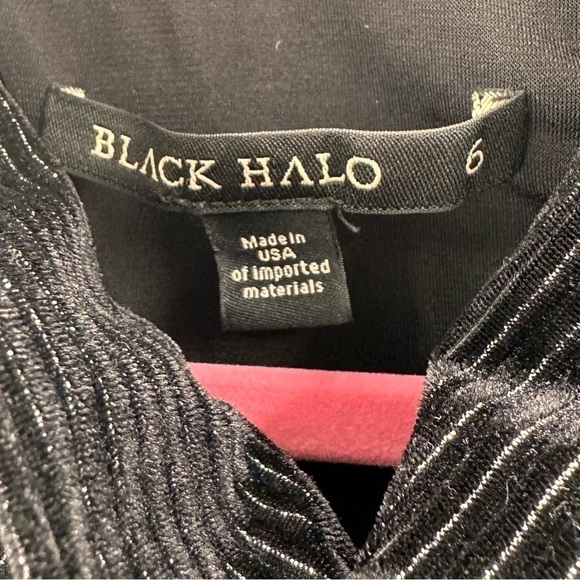 BLACK HALO 6
Made in
USA
of imported
materials